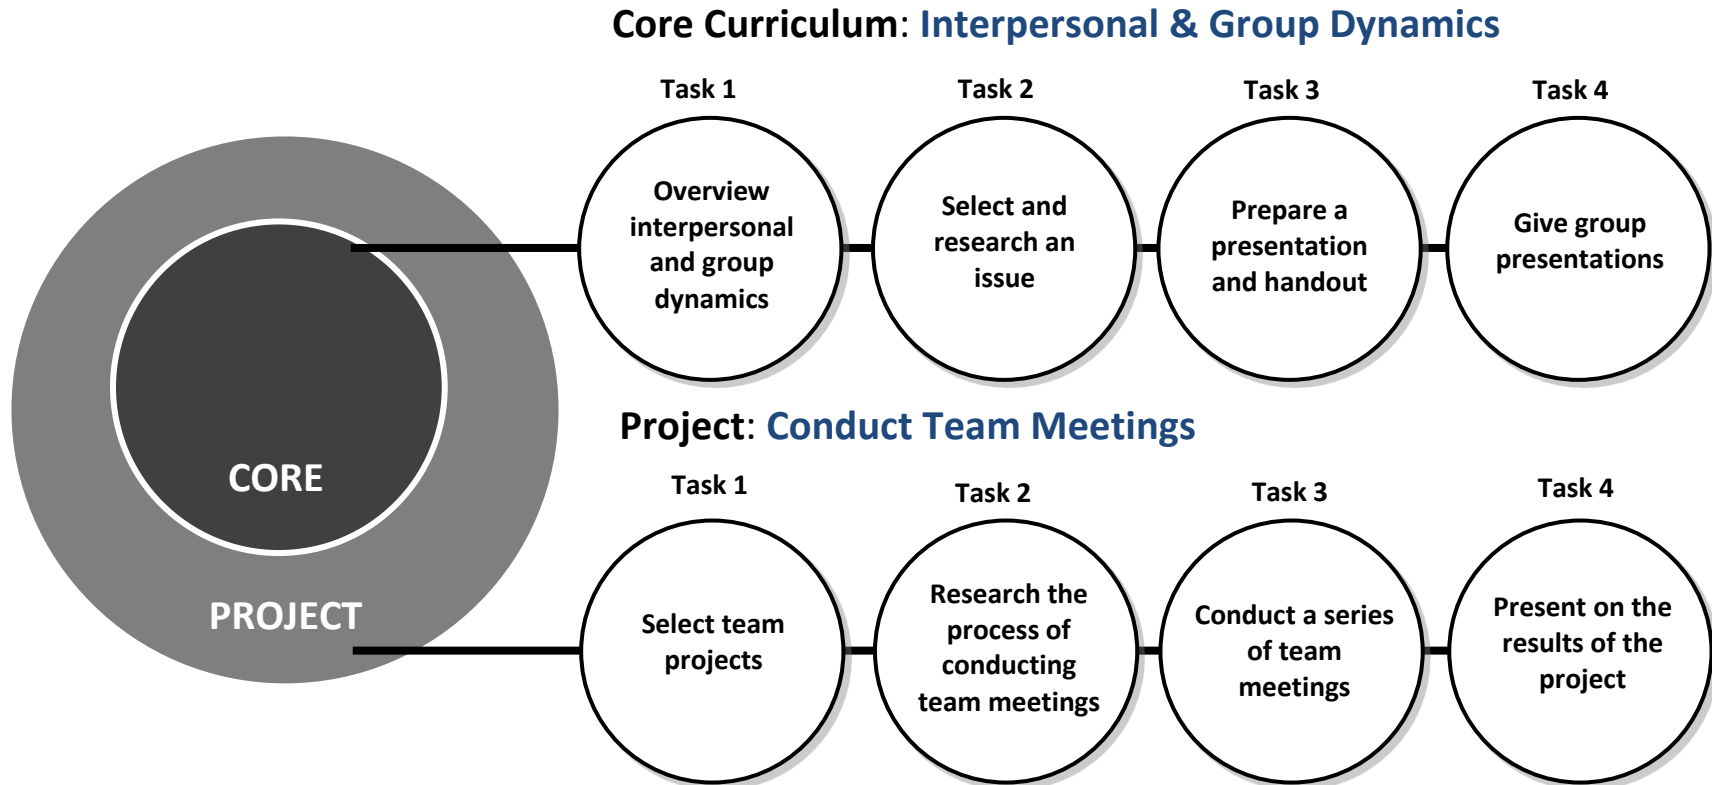 Core Curriculum: Interpersonal & Group Dynamics
Task 1
Task 2
Task 3
Task 4
Overview
interpersonal
and group
dynamics
Select and
research an
issue
Prepare a
presentation
and handout
Give group
presentations
CORE
PROJECT
Project: Conduct Team Meetings
Task 1
Task 2
Task 3
Task 4
Select team
projects
Research the
process of
conducting
team meetings
Conduct a series
of team
meetings
Present on the
results of the
project